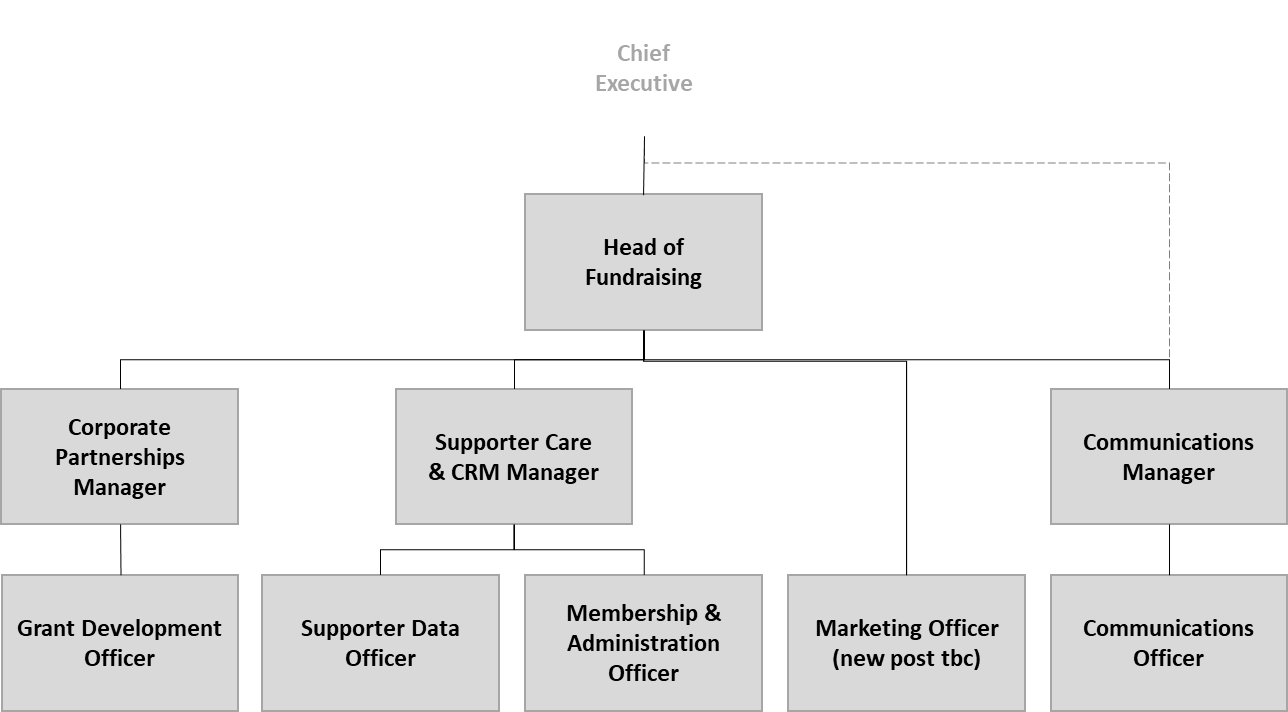 Chief
Executive
Head of
Fundraising
Corporate
Partnerships
Manager
Supporter Care
& CRM Manager
Communications
Manager
Grant Development
Officer
Supporter Data
Officer
Membership &
Administration
Officer
Marketing Officer
(new post tbc)
Communications
Officer